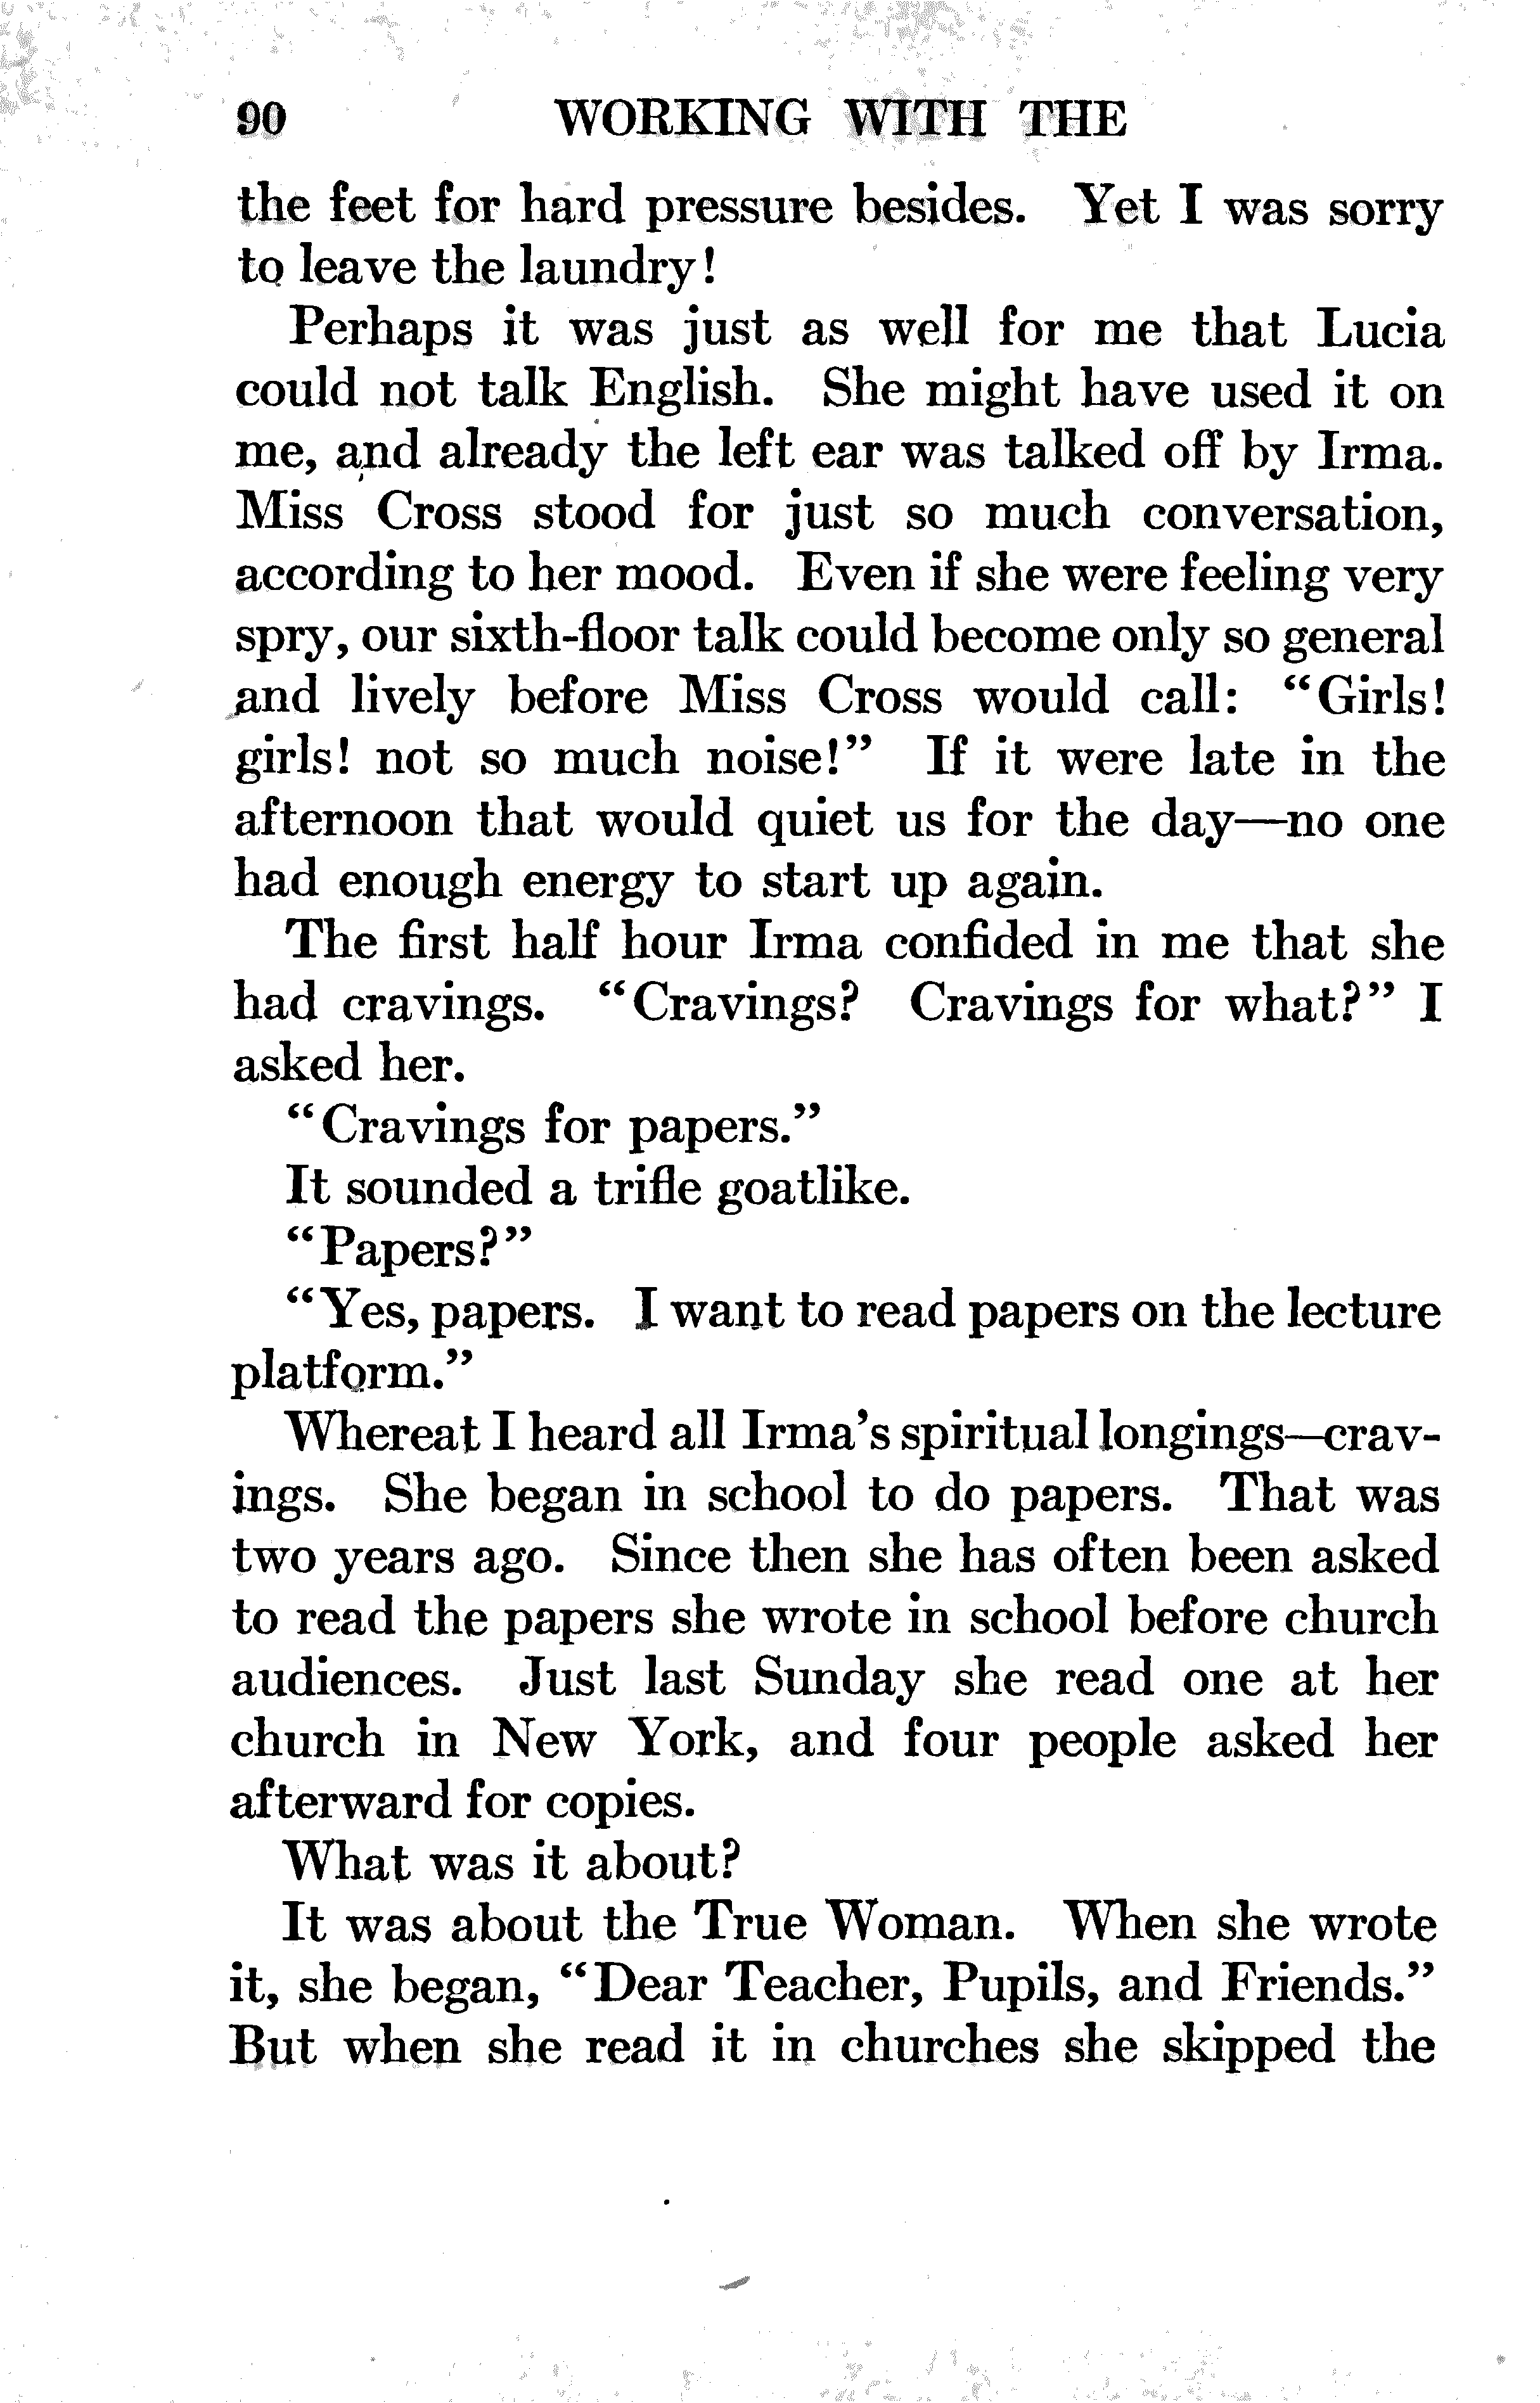 90 WORKING WITH THE
the feet for hard pressure besides. Yet I was sorry
to leave the laundry!
Perhaps it was just as well for me that Lucia
could not talk English. She might have used it on
me, and already the left ear was talked off by Irma.
Miss Cross stood for just so much conversation,
according to her mood. Even if she were feeling very
spry, our sixth-floor talk could become only so general
and lively before Miss Cross would call: "Girls!
girls! not so much noise!" If it were late in the
afternoon that would quiet us for the day—no one
had enough energy to start up again.
The first half hour Irma confided in me that she
had cravings. "Cravings? Cravings for what?" I
asked her.
"Cravings for papers."
It sounded a trifle goatlike.
"Papers?"
"Yes, papers. I want to read papers on the lecture
platform."
Whereat I heard all Irma's spiritual longings—crav-
ings. She began in school to do papers. That was
two years ago. Since then she has often been asked
to read the papers she wrote in school before church
audiences. Just last Sunday she read one at her
church in New York, and four people asked her
afterward for copies.
What was it about?
It was about the True Woman. When she wrote
it, she began, "Dear Teacher, Pupils, and Friends."
But when she read it in churches she skipped the